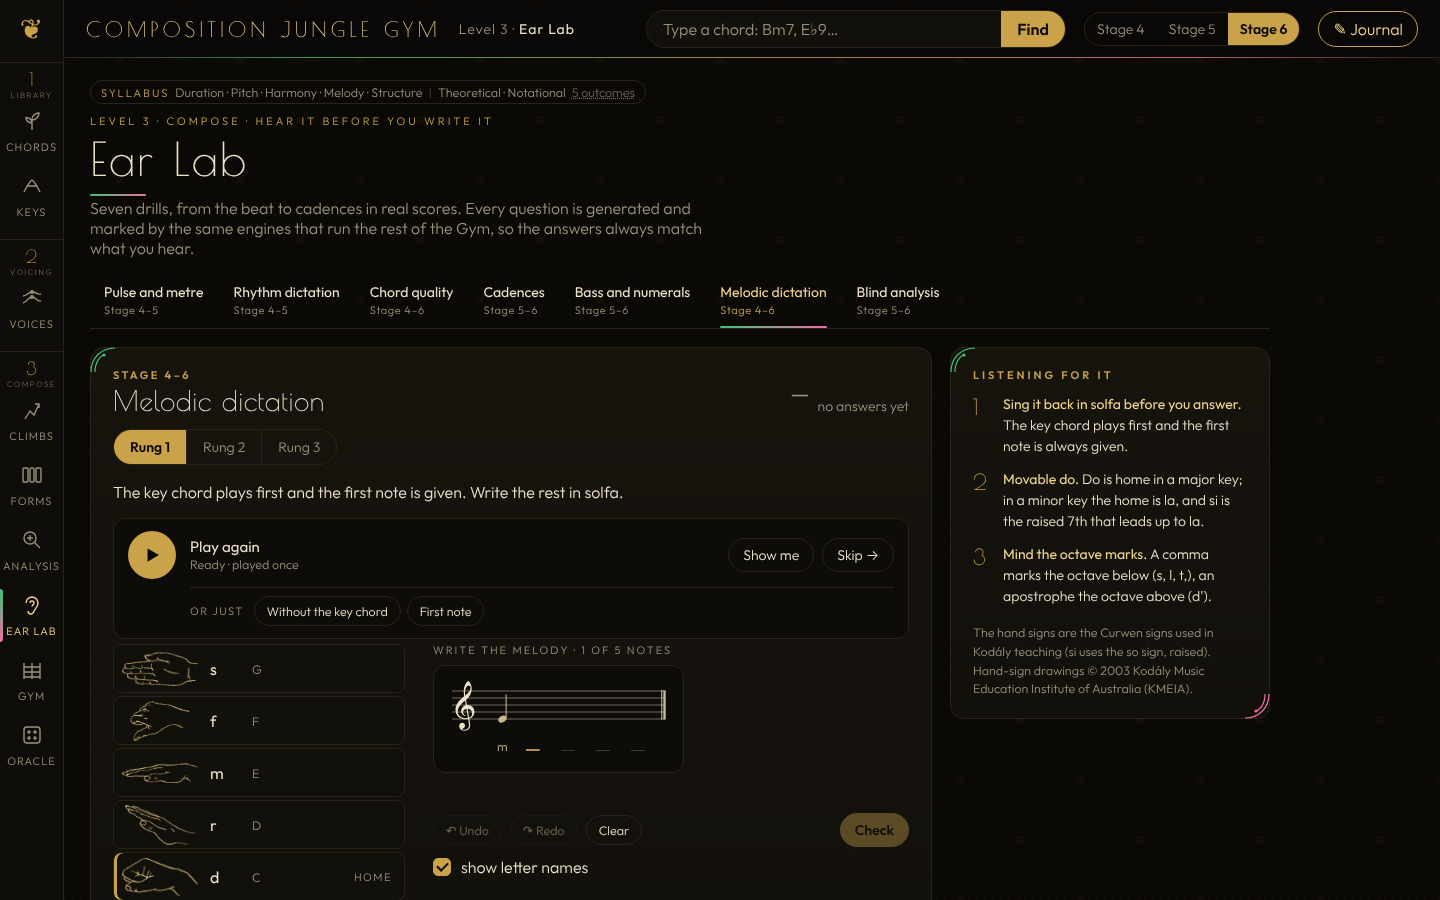 COMPOSITION JUNGLE GYM
Level 3 · Ear Lab
Type a chord: Bm7, E♭9...
Find
Stage 4
Stage 5
Stage 6
✎ Journal
1
LIBRARY
CHORDS
KEYS
2
VOICING
VOICES
3
COMPOSE
CLIMBS
FORMS
ANALYSIS
EAR LAB
GYM
ORACLE
SYLLABUS Duration · Pitch · Harmony · Melody · Structure | Theoretical · Notational 5 outcomes
LEVEL 3 · COMPOSE · HEAR IT BEFORE YOU WRITE IT
Ear Lab
Seven drills, from the beat to cadences in real scores. Every question is generated and
marked by the same engines that run the rest of the Gym, so the answers always match
what you hear.
Pulse and metre
Stage 4–5
Rhythm dictation
Stage 4–5
Chord quality
Stage 4–6
Cadences
Stage 5–6
Bass and numerals
Stage 5–6
Melodic dictation
Stage 4–6
Blind analysis
Stage 5–6
STAGE 4–6
Melodic dictation
— no answers yet
Rung 1
Rung 2
Rung 3
The key chord plays first and the first note is given. Write the rest in solfa.
Play again
Ready · played once
Show me
Skip →
OR JUST
Without the key chord
First note
s G
f F
m E
r D
d C HOME
WRITE THE MELODY · 1 OF 5 NOTES
m
↶ Undo
↷ Redo
Clear
Check
show letter names
LISTENING FOR IT
1 Sing it back in solfa before you answer.
The key chord plays first and the first
note is always given.
2 Movable do. Do is home in a major key;
in a minor key the home is la, and si is
the raised 7th that leads up to la.
3 Mind the octave marks. A comma
marks the octave below (s, l, t,), an
apostrophe the octave above (d').
The hand signs are the Curwen signs used in
Kodály teaching (si uses the so sign, raised).
Hand-sign drawings © 2003 Kodály Music
Education Institute of Australia (KMEIA).